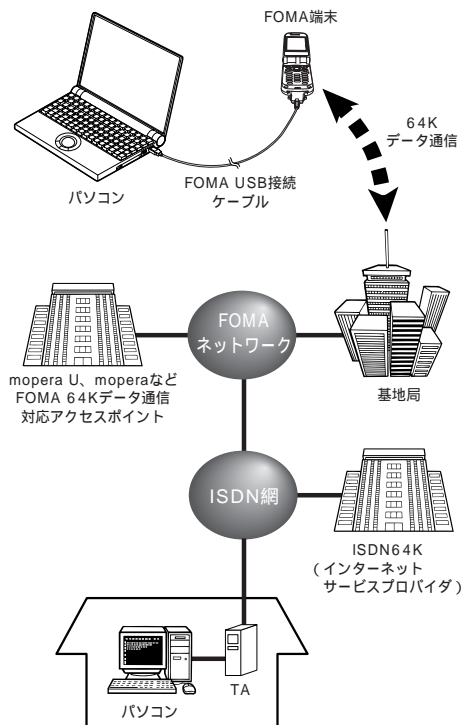 FOMA端末
64K
データ通信
FOMA USB接続
ケーブル
パソコン
FOMA
ネットワーク
mopera U、moperaなど
FOMA 64Kデータ通信
対応アクセスポイント
基地局
ISDN網
ISDN64K
(インターネット
サービスプロバイダ)
TA
パソコン